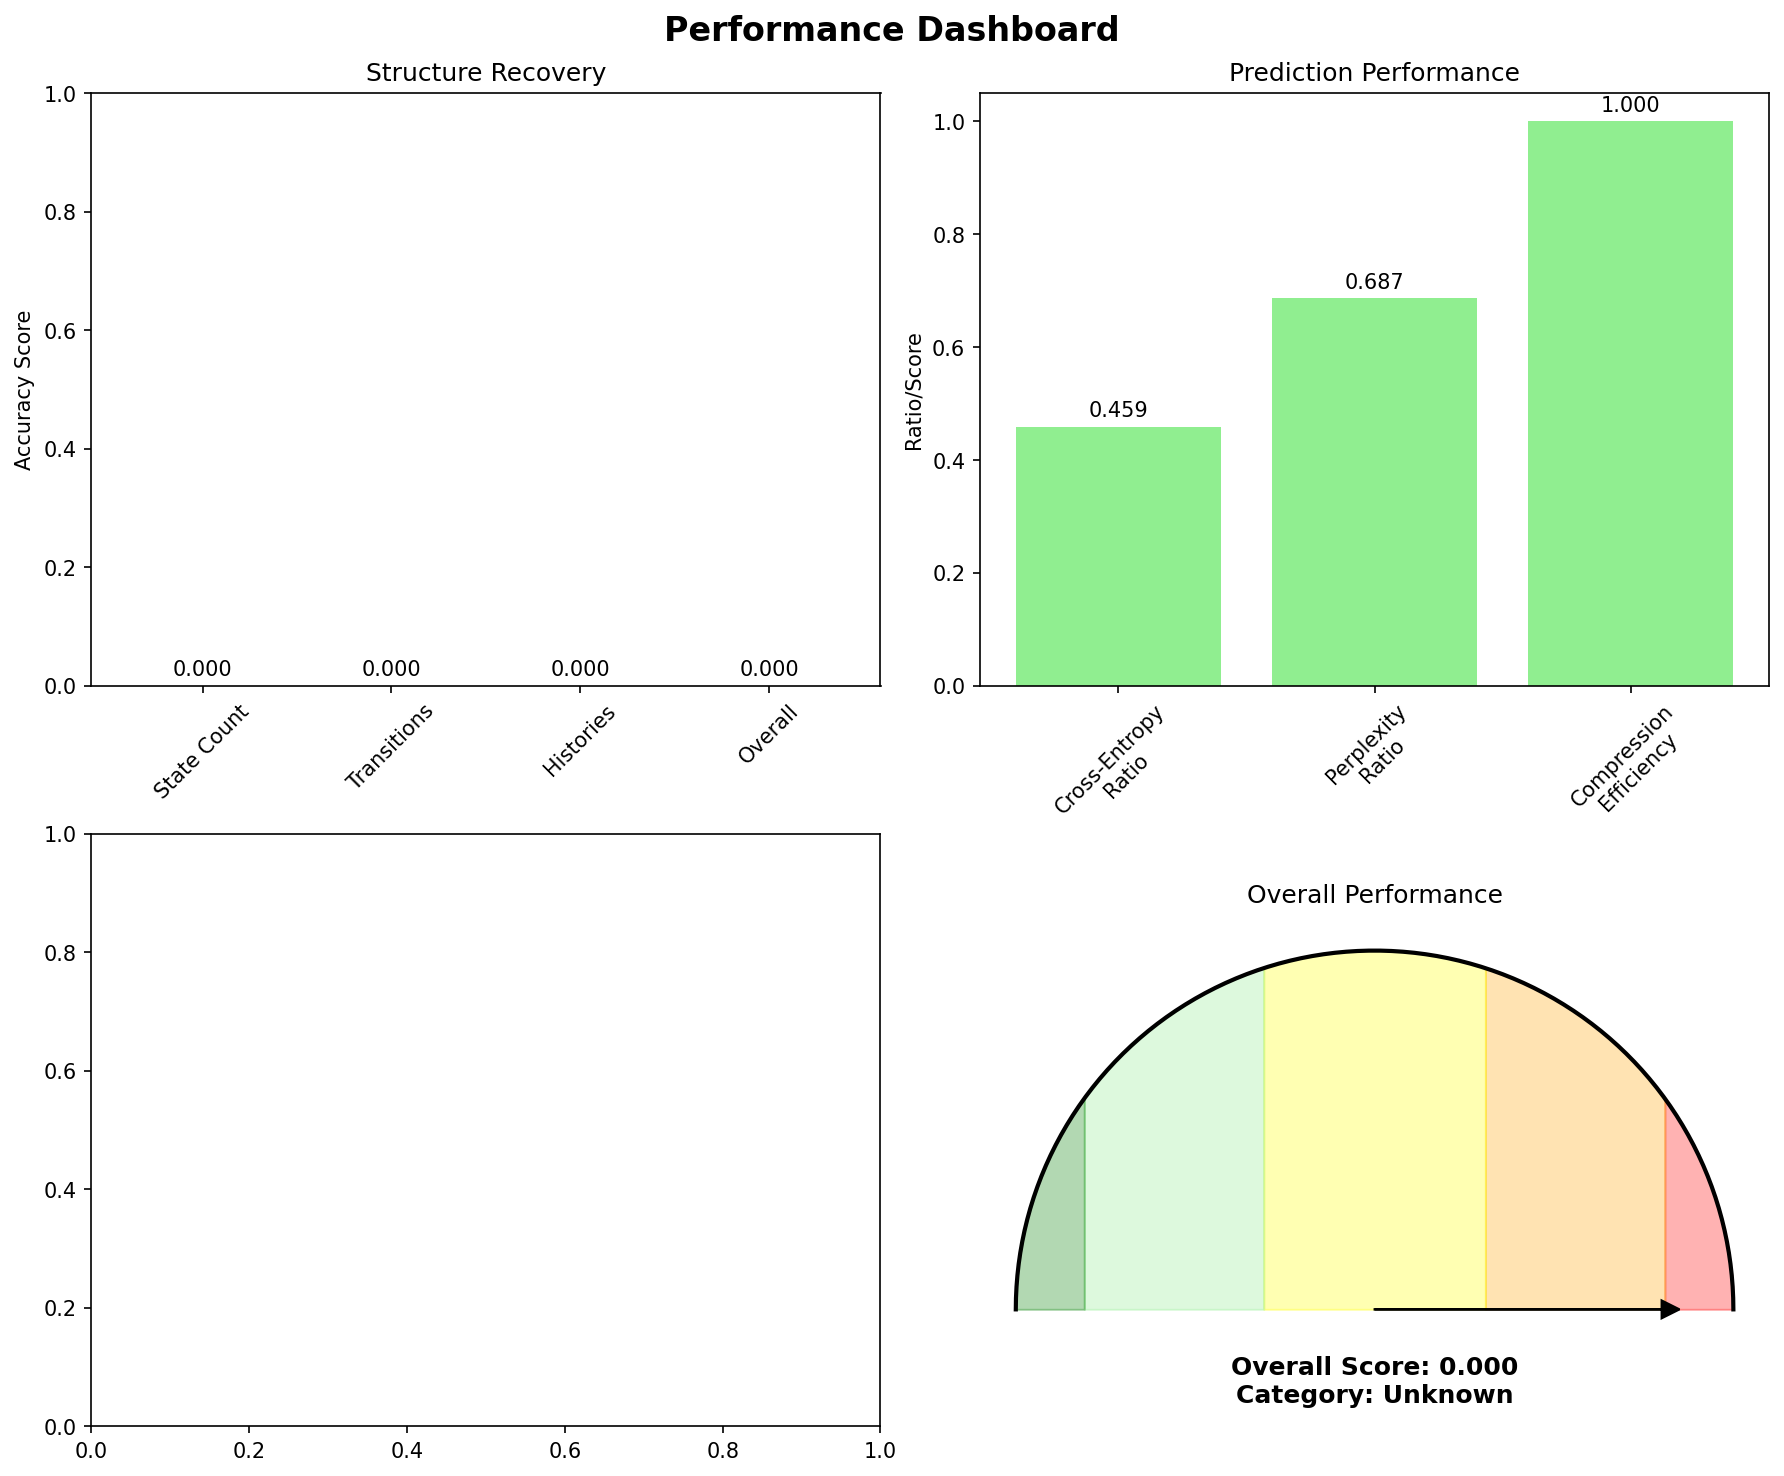 Performance Dashboard
Structure Recovery
Accuracy Score
1.0
0.8
0.6
0.4
0.2
0.0
0.000
0.000
0.000
0.000
State Count
Transitions
Histories
Overall
Prediction Performance
Ratio/Score
1.0
0.8
0.6
0.4
0.2
0.0
0.459
0.687
1.000
Cross-Entropy
Ratio
Perplexity
Ratio
Compression
Efficiency
1.0
0.8
0.6
0.4
0.2
0.0
0.0
0.2
0.4
0.6
0.8
1.0
Overall Performance
Overall Score: 0.000
Category: Unknown